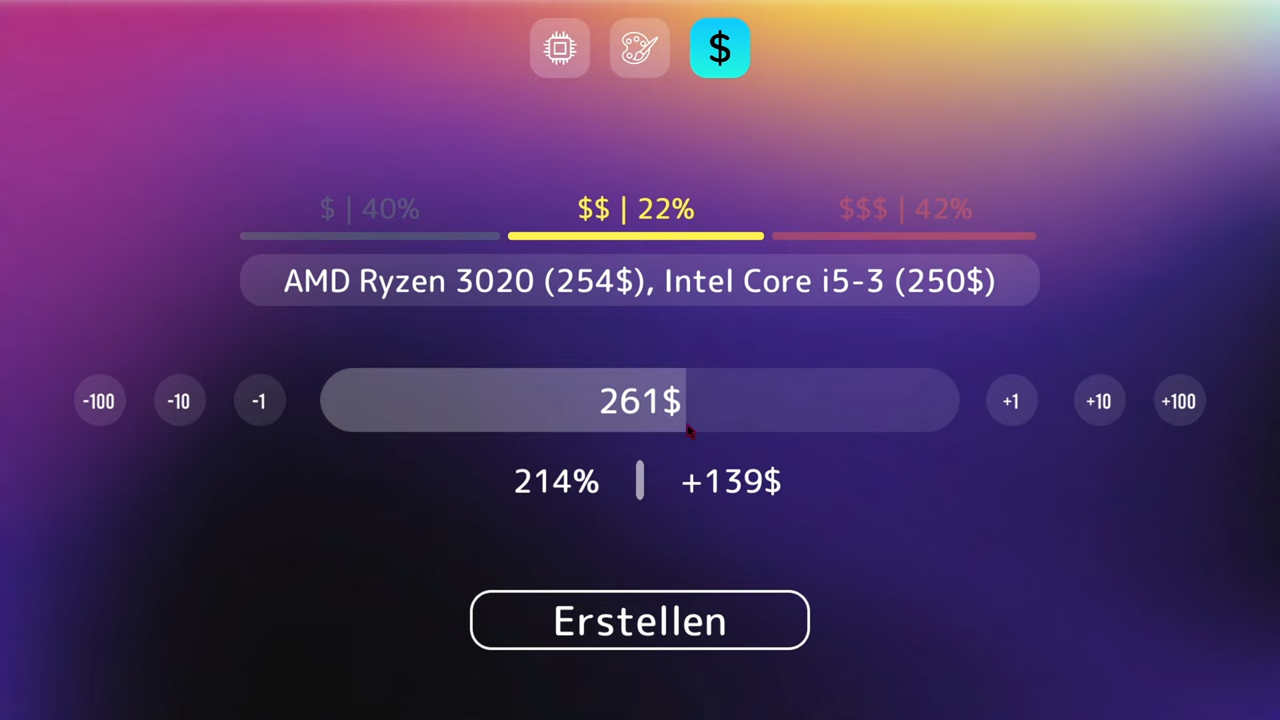 $
$ | 40%
$$ | 22%
$$$ | 42%
AMD Ryzen 3020 (254$), Intel Core i5-3 (250$)
-100 -10 -1 261$ +1 +10 +100
214% +139$
Erstellen